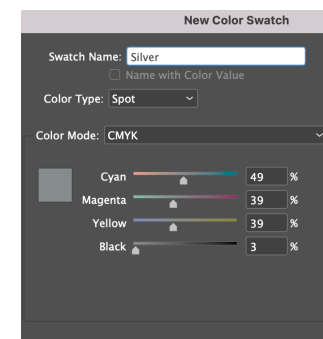 New Color Swatch
Swatch Name: Silver
Name with Color Value
Color Type: Spot
Color Mode: CMYK
Cyan 49 %
Magenta 39 %
Yellow 39 %
Black 3 %